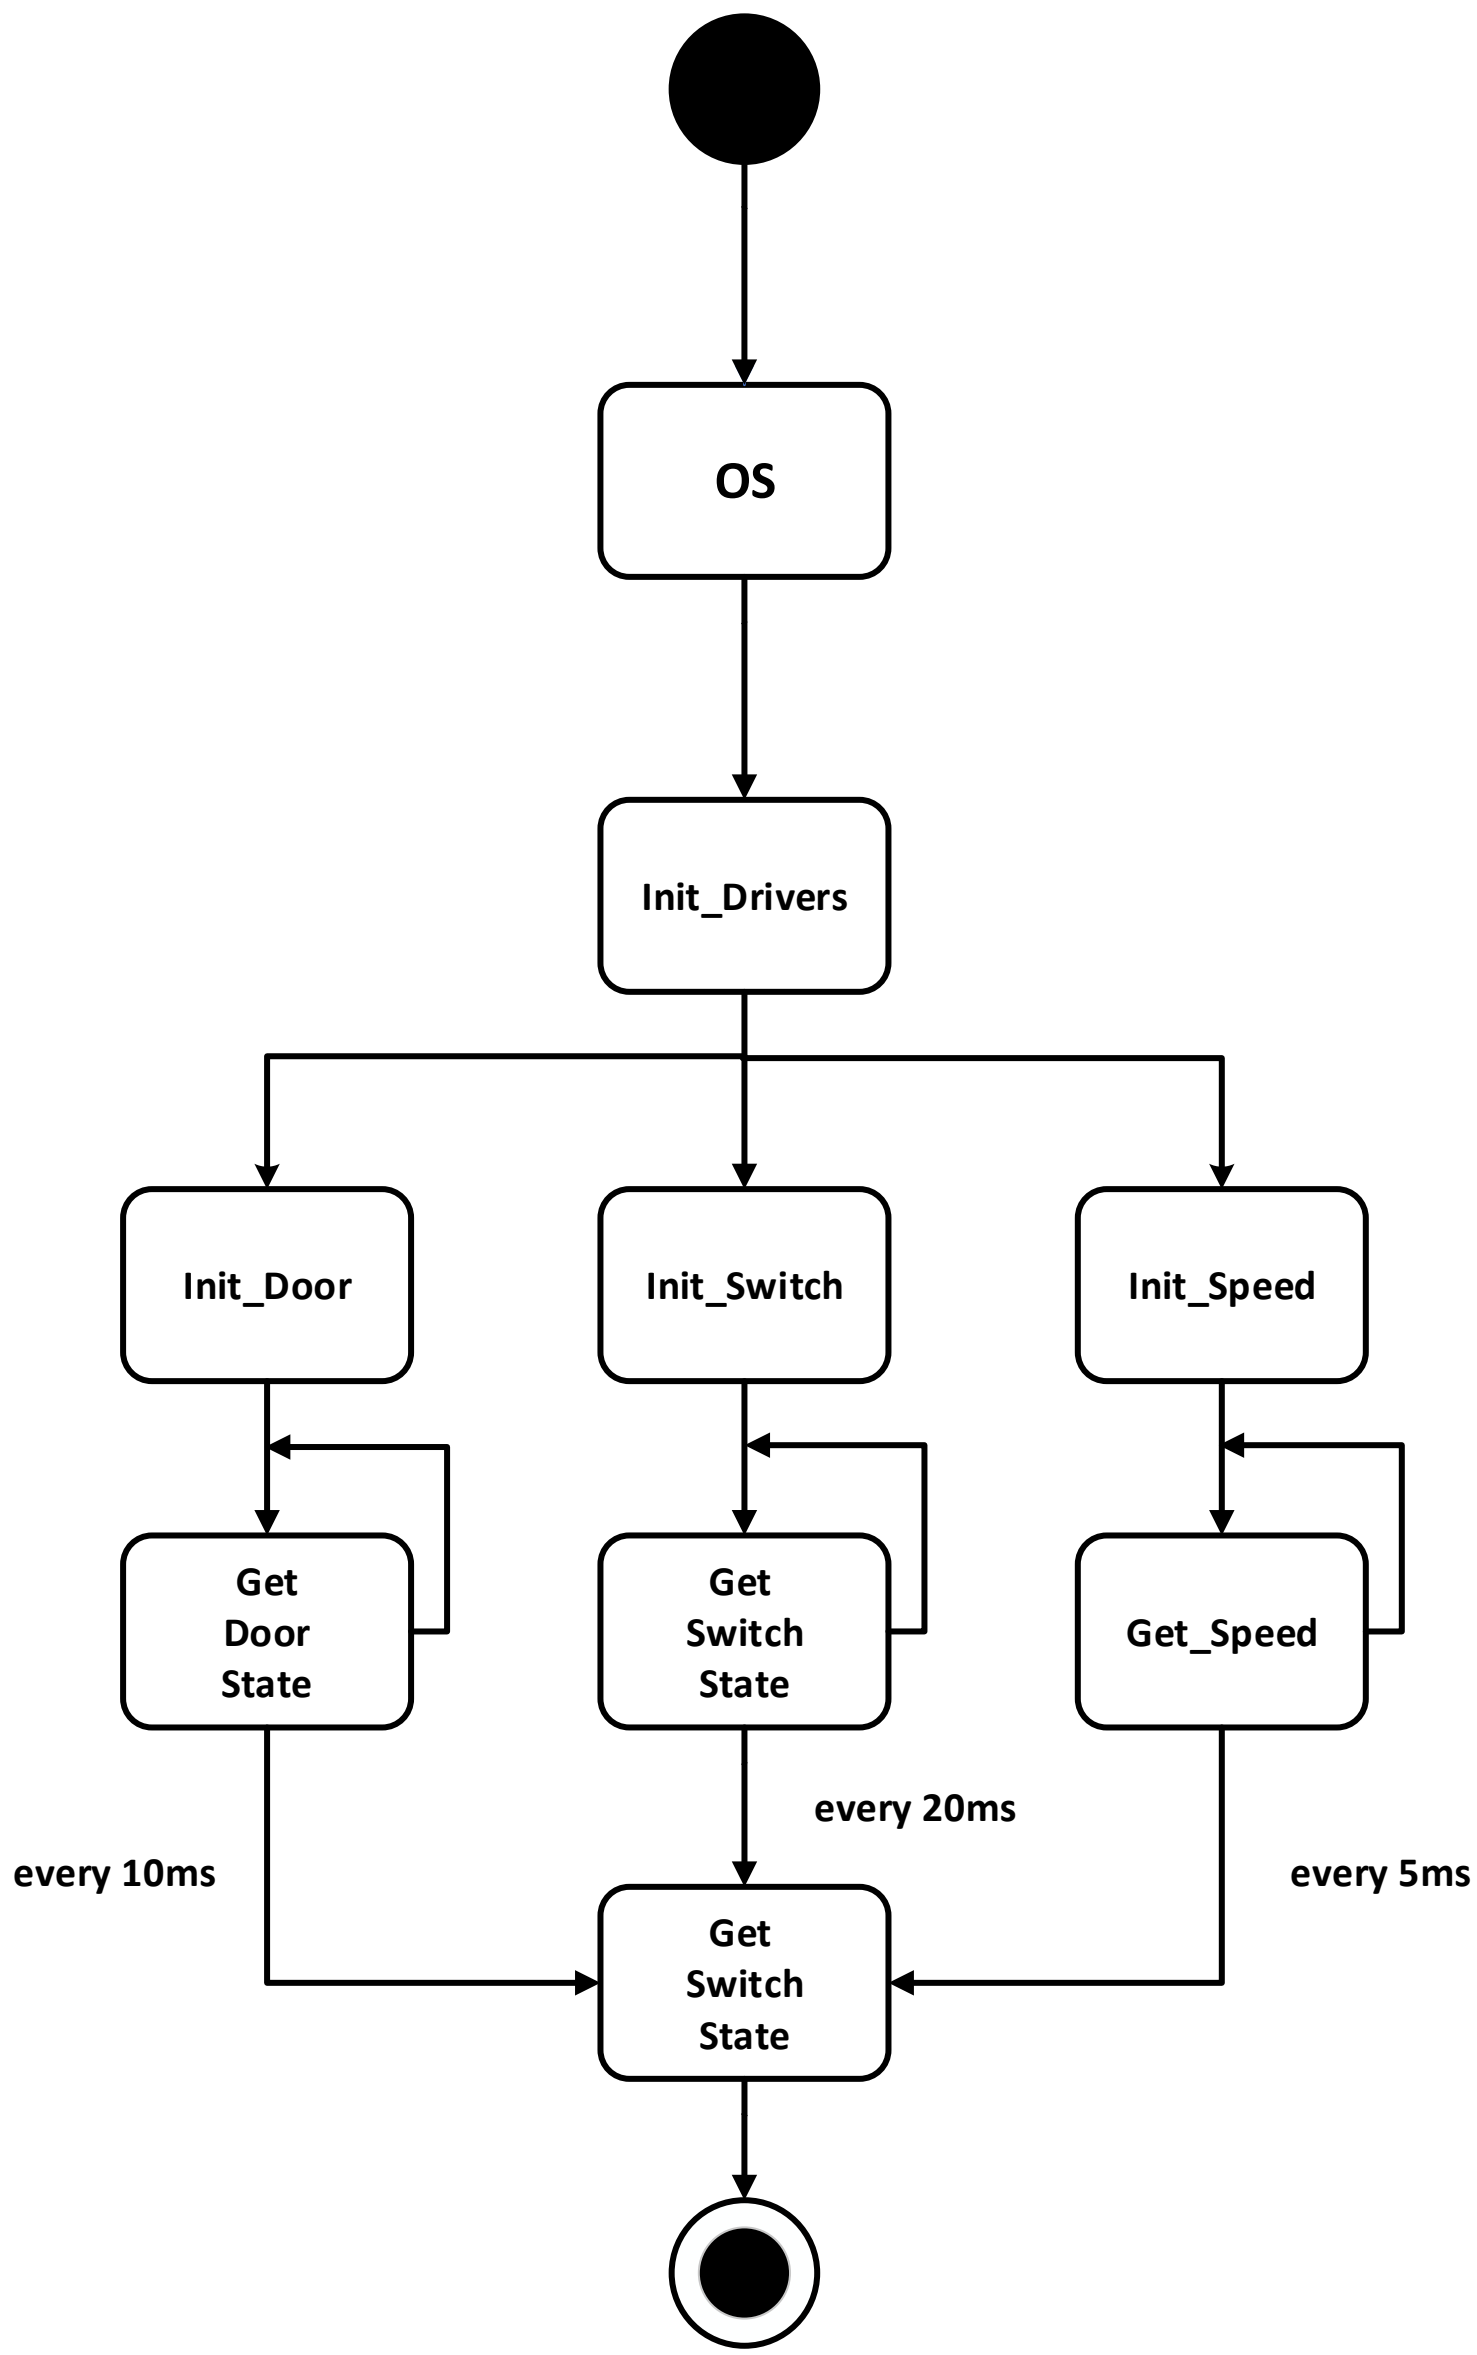 OS
Init_Drivers
Init_Door
Init_Switch
Init_Speed
Get
Door
State
Get
Switch
State
Get_Speed
every 20ms
every 10ms
every 5ms
Get
Switch
State